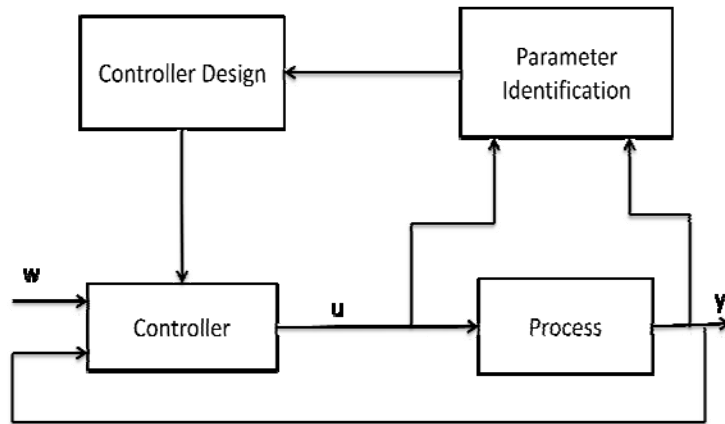 Controller Design
Parameter
Identification
w
Controller
u
Process
y